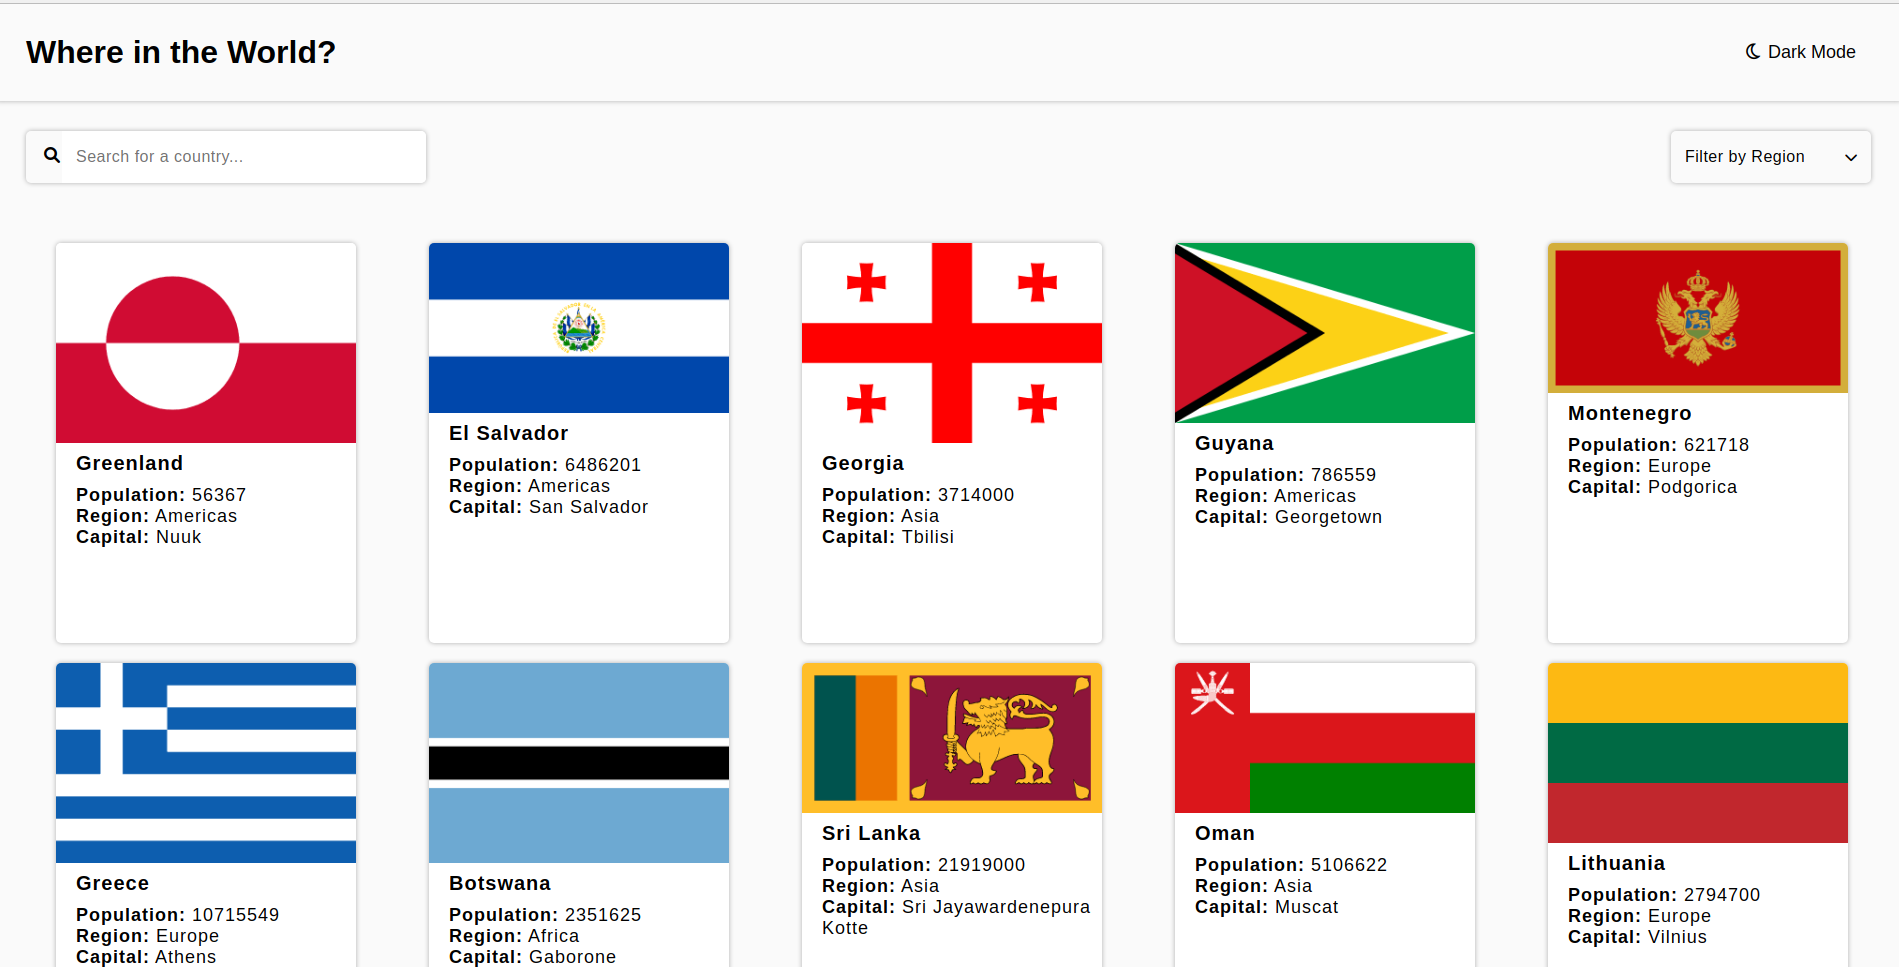 Where in the World?
Dark Mode
Search for a country...
Filter by Region
Greenland
Population: 56367
Region: Americas
Capital: Nuuk
El Salvador
Population: 6486201
Region: Americas
Capital: San Salvador
Georgia
Population: 3714000
Region: Asia
Capital: Tbilisi
Guyana
Population: 786559
Region: Americas
Capital: Georgetown
Montenegro
Population: 621718
Region: Europe
Capital: Podgorica
Greece
Population: 10715549
Region: Europe
Capital: Athens
Botswana
Population: 2351625
Region: Africa
Capital: Gaborone
Sri Lanka
Population: 21919000
Region: Asia
Capital: Sri Jayawardenepura
Kotte
Oman
Population: 5106622
Region: Asia
Capital: Muscat
Lithuania
Population: 2794700
Region: Europe
Capital: Vilnius